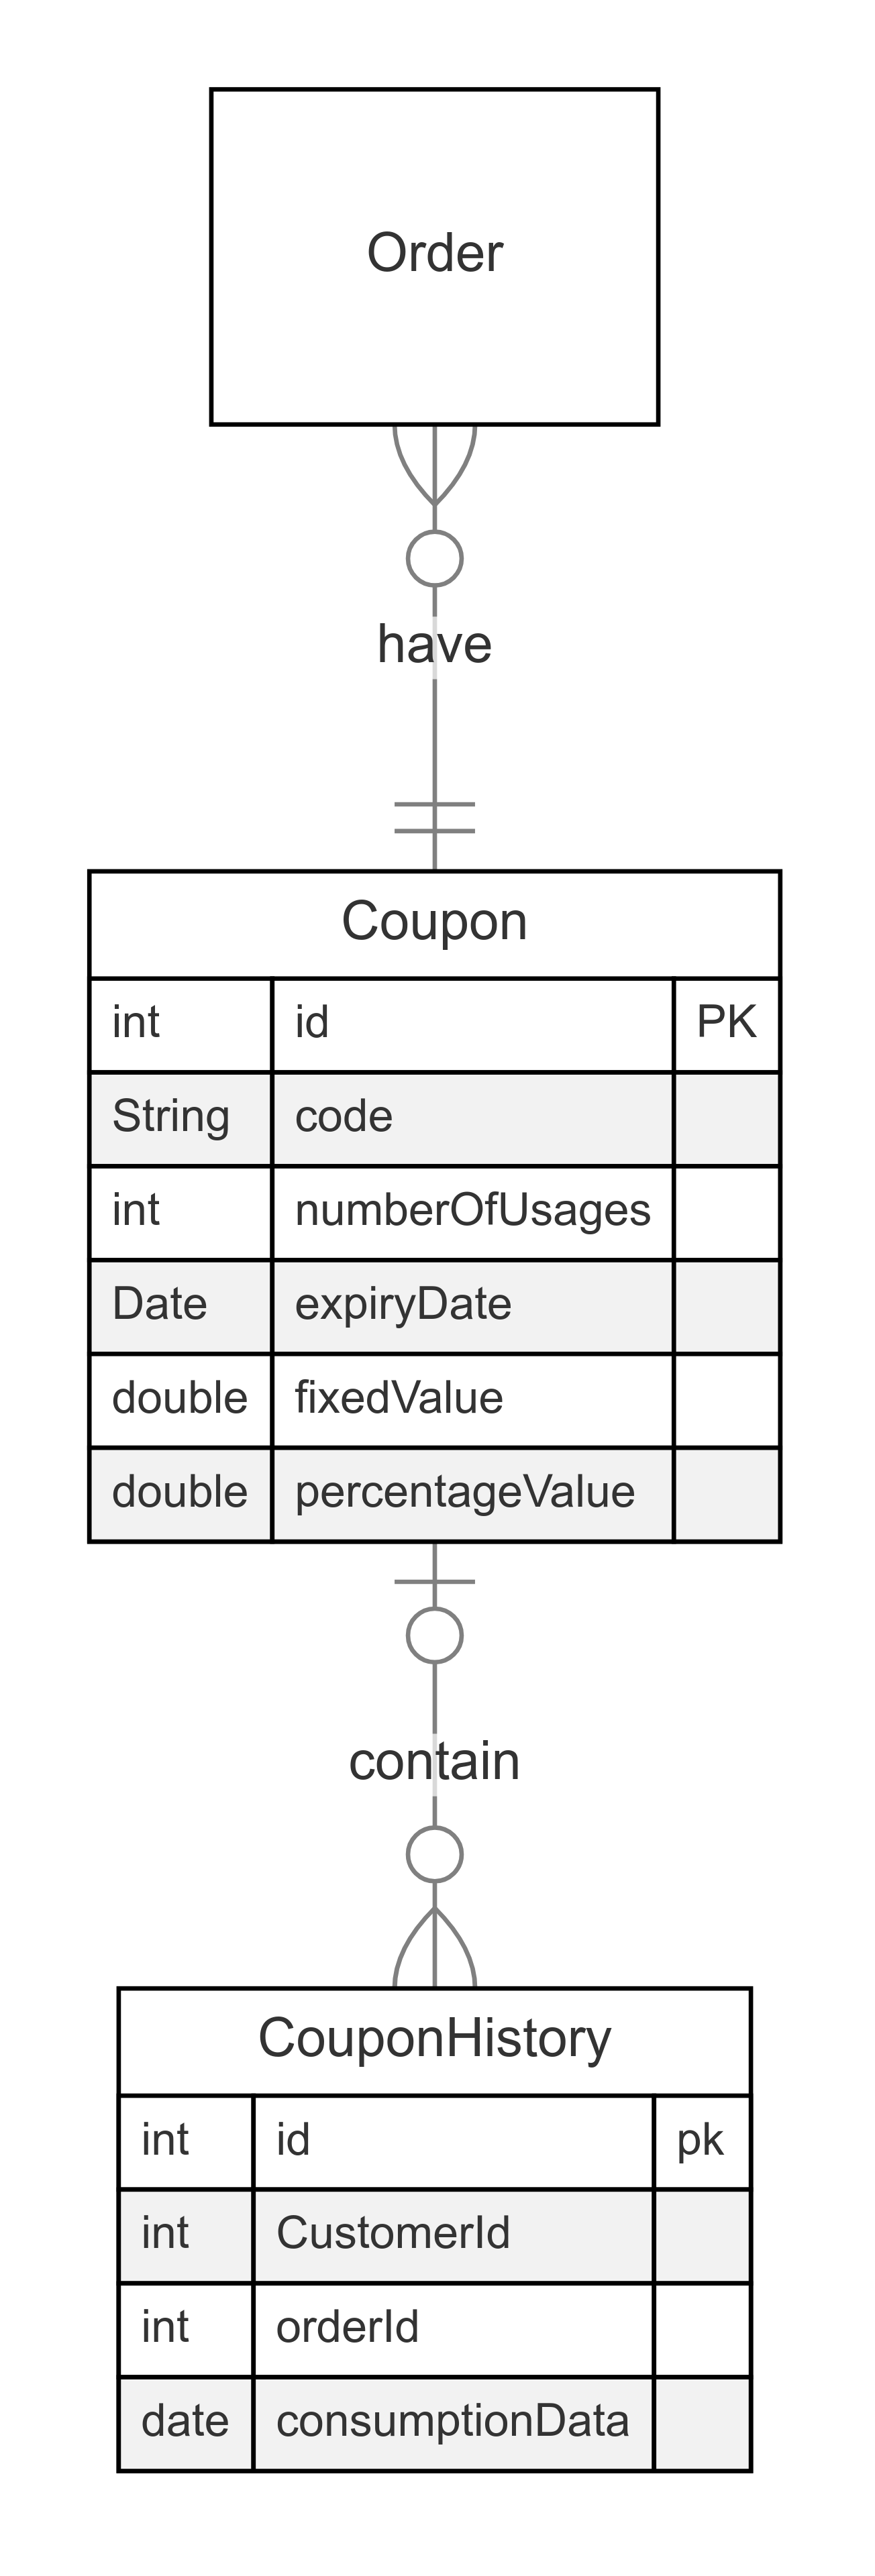 Order
have
Coupon
int id PK
String code
int numberOfUsages
Date expiryDate
double fixedValue
double percentageValue
contain
CouponHistory
int id pk
int CustomerId
int orderId
date consumptionData